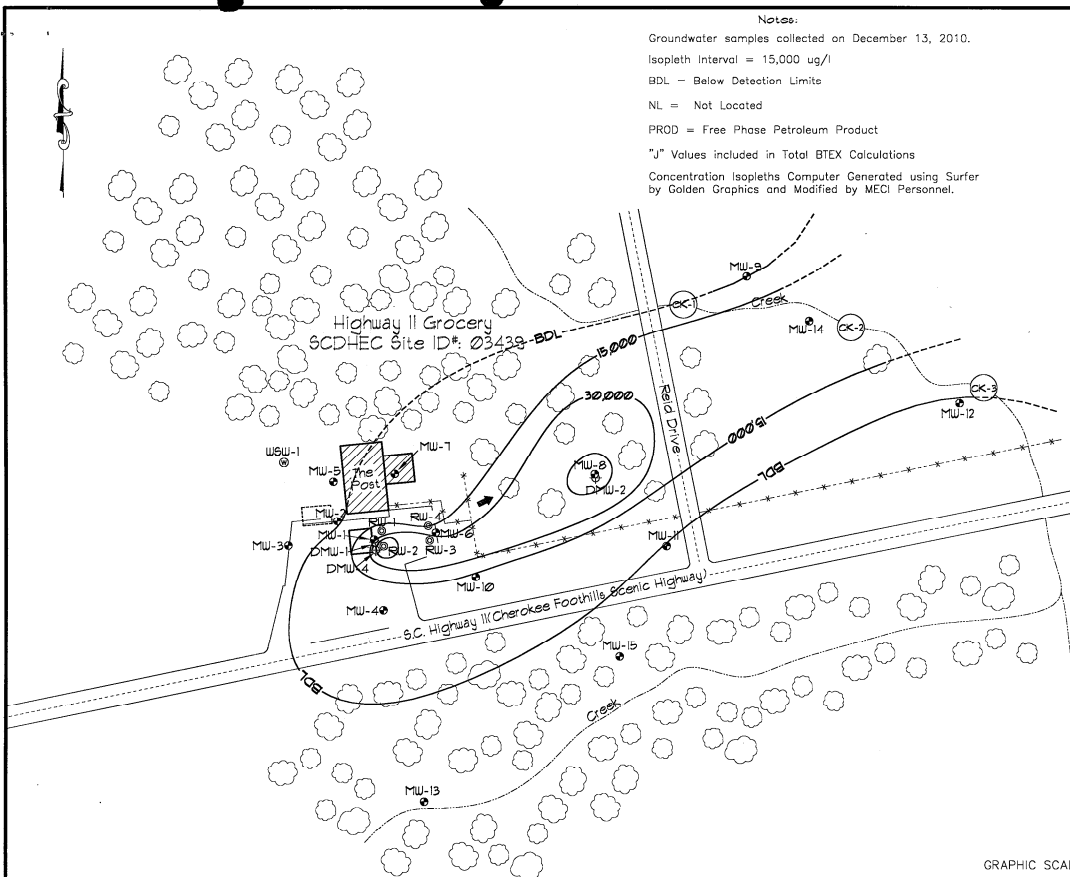 Notes:
Groundwater samples collected on December 13, 2010.
Isopleth Interval = 15,000 ug/l
BDL - Below Detection Limits
NL = Not Located
PROD = Free Phase Petroleum Product
"J" Values included in Total BTEX Calculations
Concentration Isopleths Computer Generated using Surfer
by Golden Graphics and Modified by MECI Personnel.
MW-9
CK-1
Creek
MW-14
CK-2
Highway 11 Grocery
SCDHEC Site ID#: 03439
BDL
15,000
30,000
Reid Drive
CK-3
MW-12
15,000
WSW-1
MW-5
The
Post
MW-7
MW-8
DMW-2
BDL
MW-2
RW-1
RW-4
MW-1
MW-6
MW-3
DMW-1
RW-2
RW-3
MW-11
DMW-4
MW-10
MW-4
S.C. Highway 11 (Cherokee Foothills Scenic Highway)
BDL
MW-15
Creek
MW-13
GRAPHIC SCAL